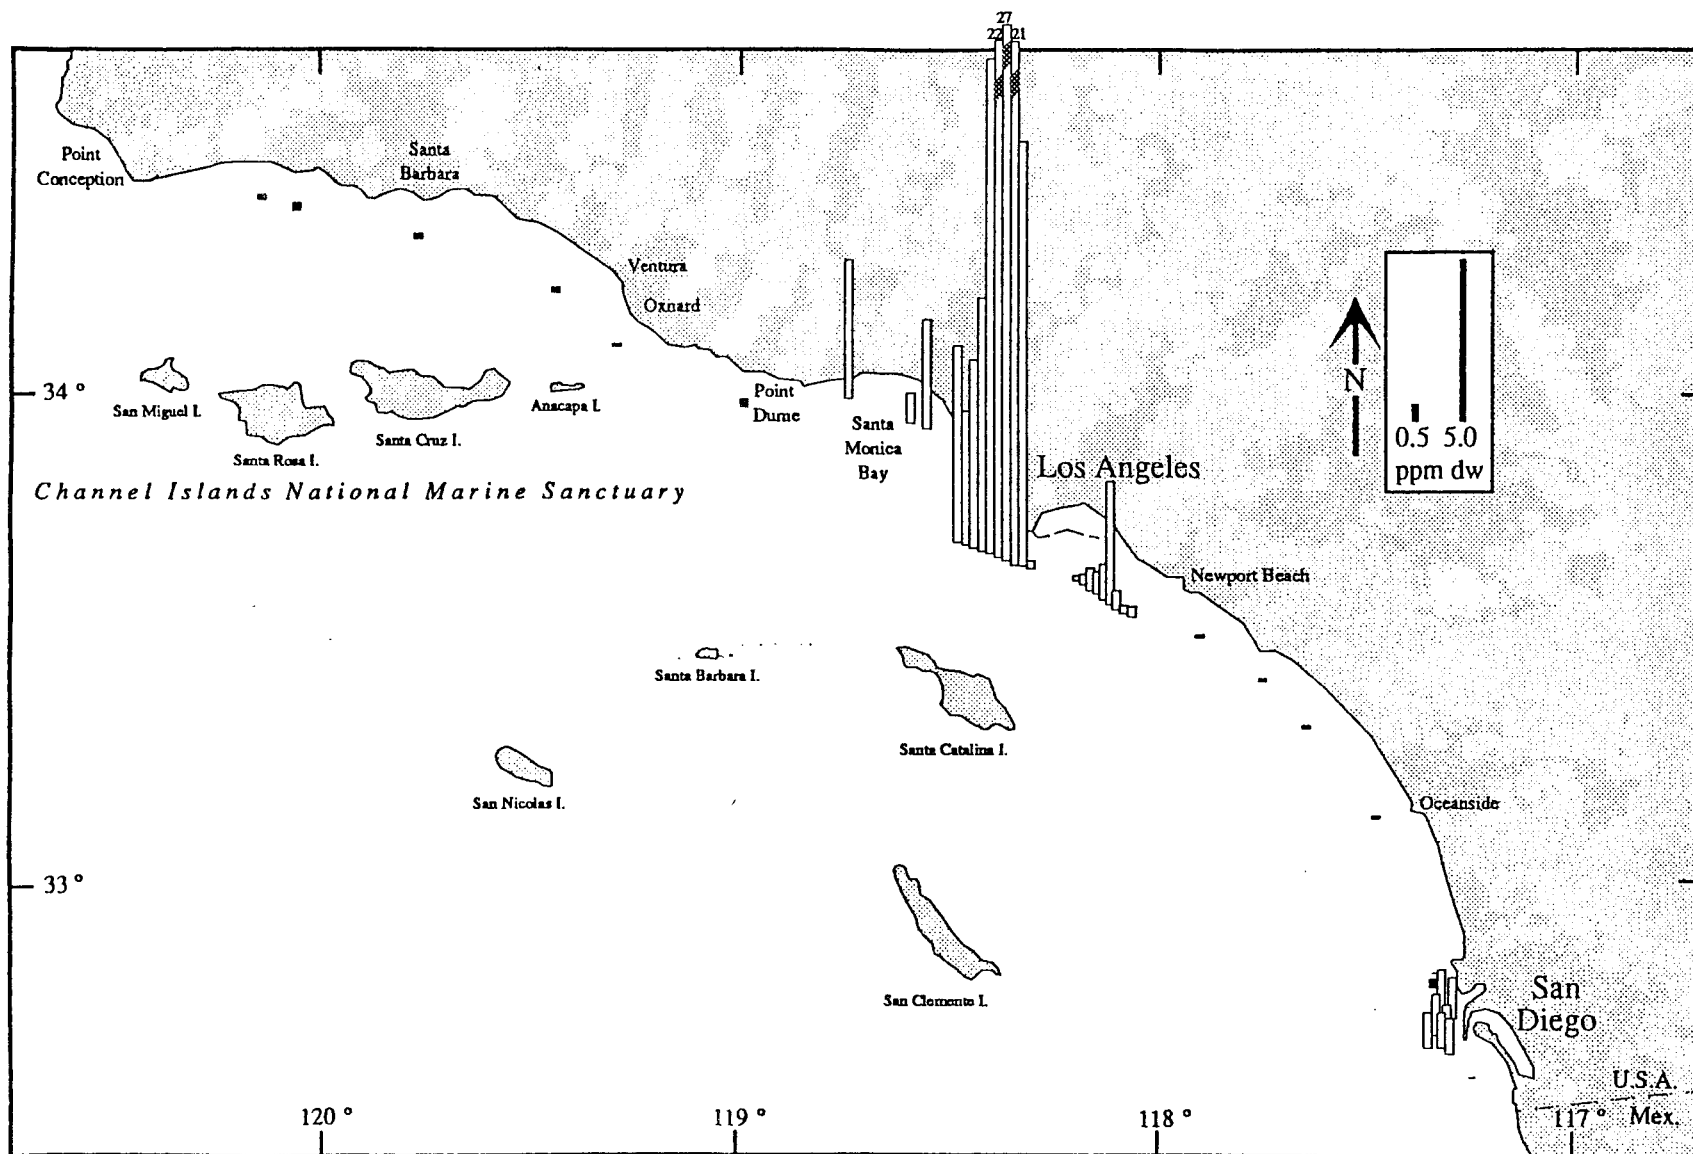 27
22 21
Point
Conception
Santa
Barbara
Ventura
Oxnard
34 °
San Miguel I.
Santa Rosa I.
Santa Cruz I.
Anacapa I.
Point
Dume
Santa
Monica
Bay
N
0.5 5.0
ppm dw
Los Angeles
Channel Islands National Marine Sanctuary
Newport Beach
Santa Barbara I.
Santa Catalina I.
San Nicolas I.
Oceanside
33 °
San Clemente I.
San
Diego
U.S.A.
Mex.
120 °
119 °
118 °
117 °